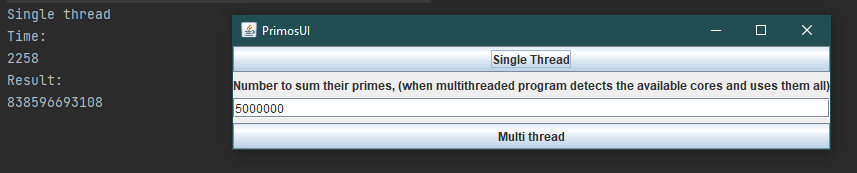 Single thread
Time:
2258
Result:
838596693108
PrimosUI
Single Thread
Number to sum their primes, (when multithreaded program detects the available cores and uses them all)
5000000
Multi thread